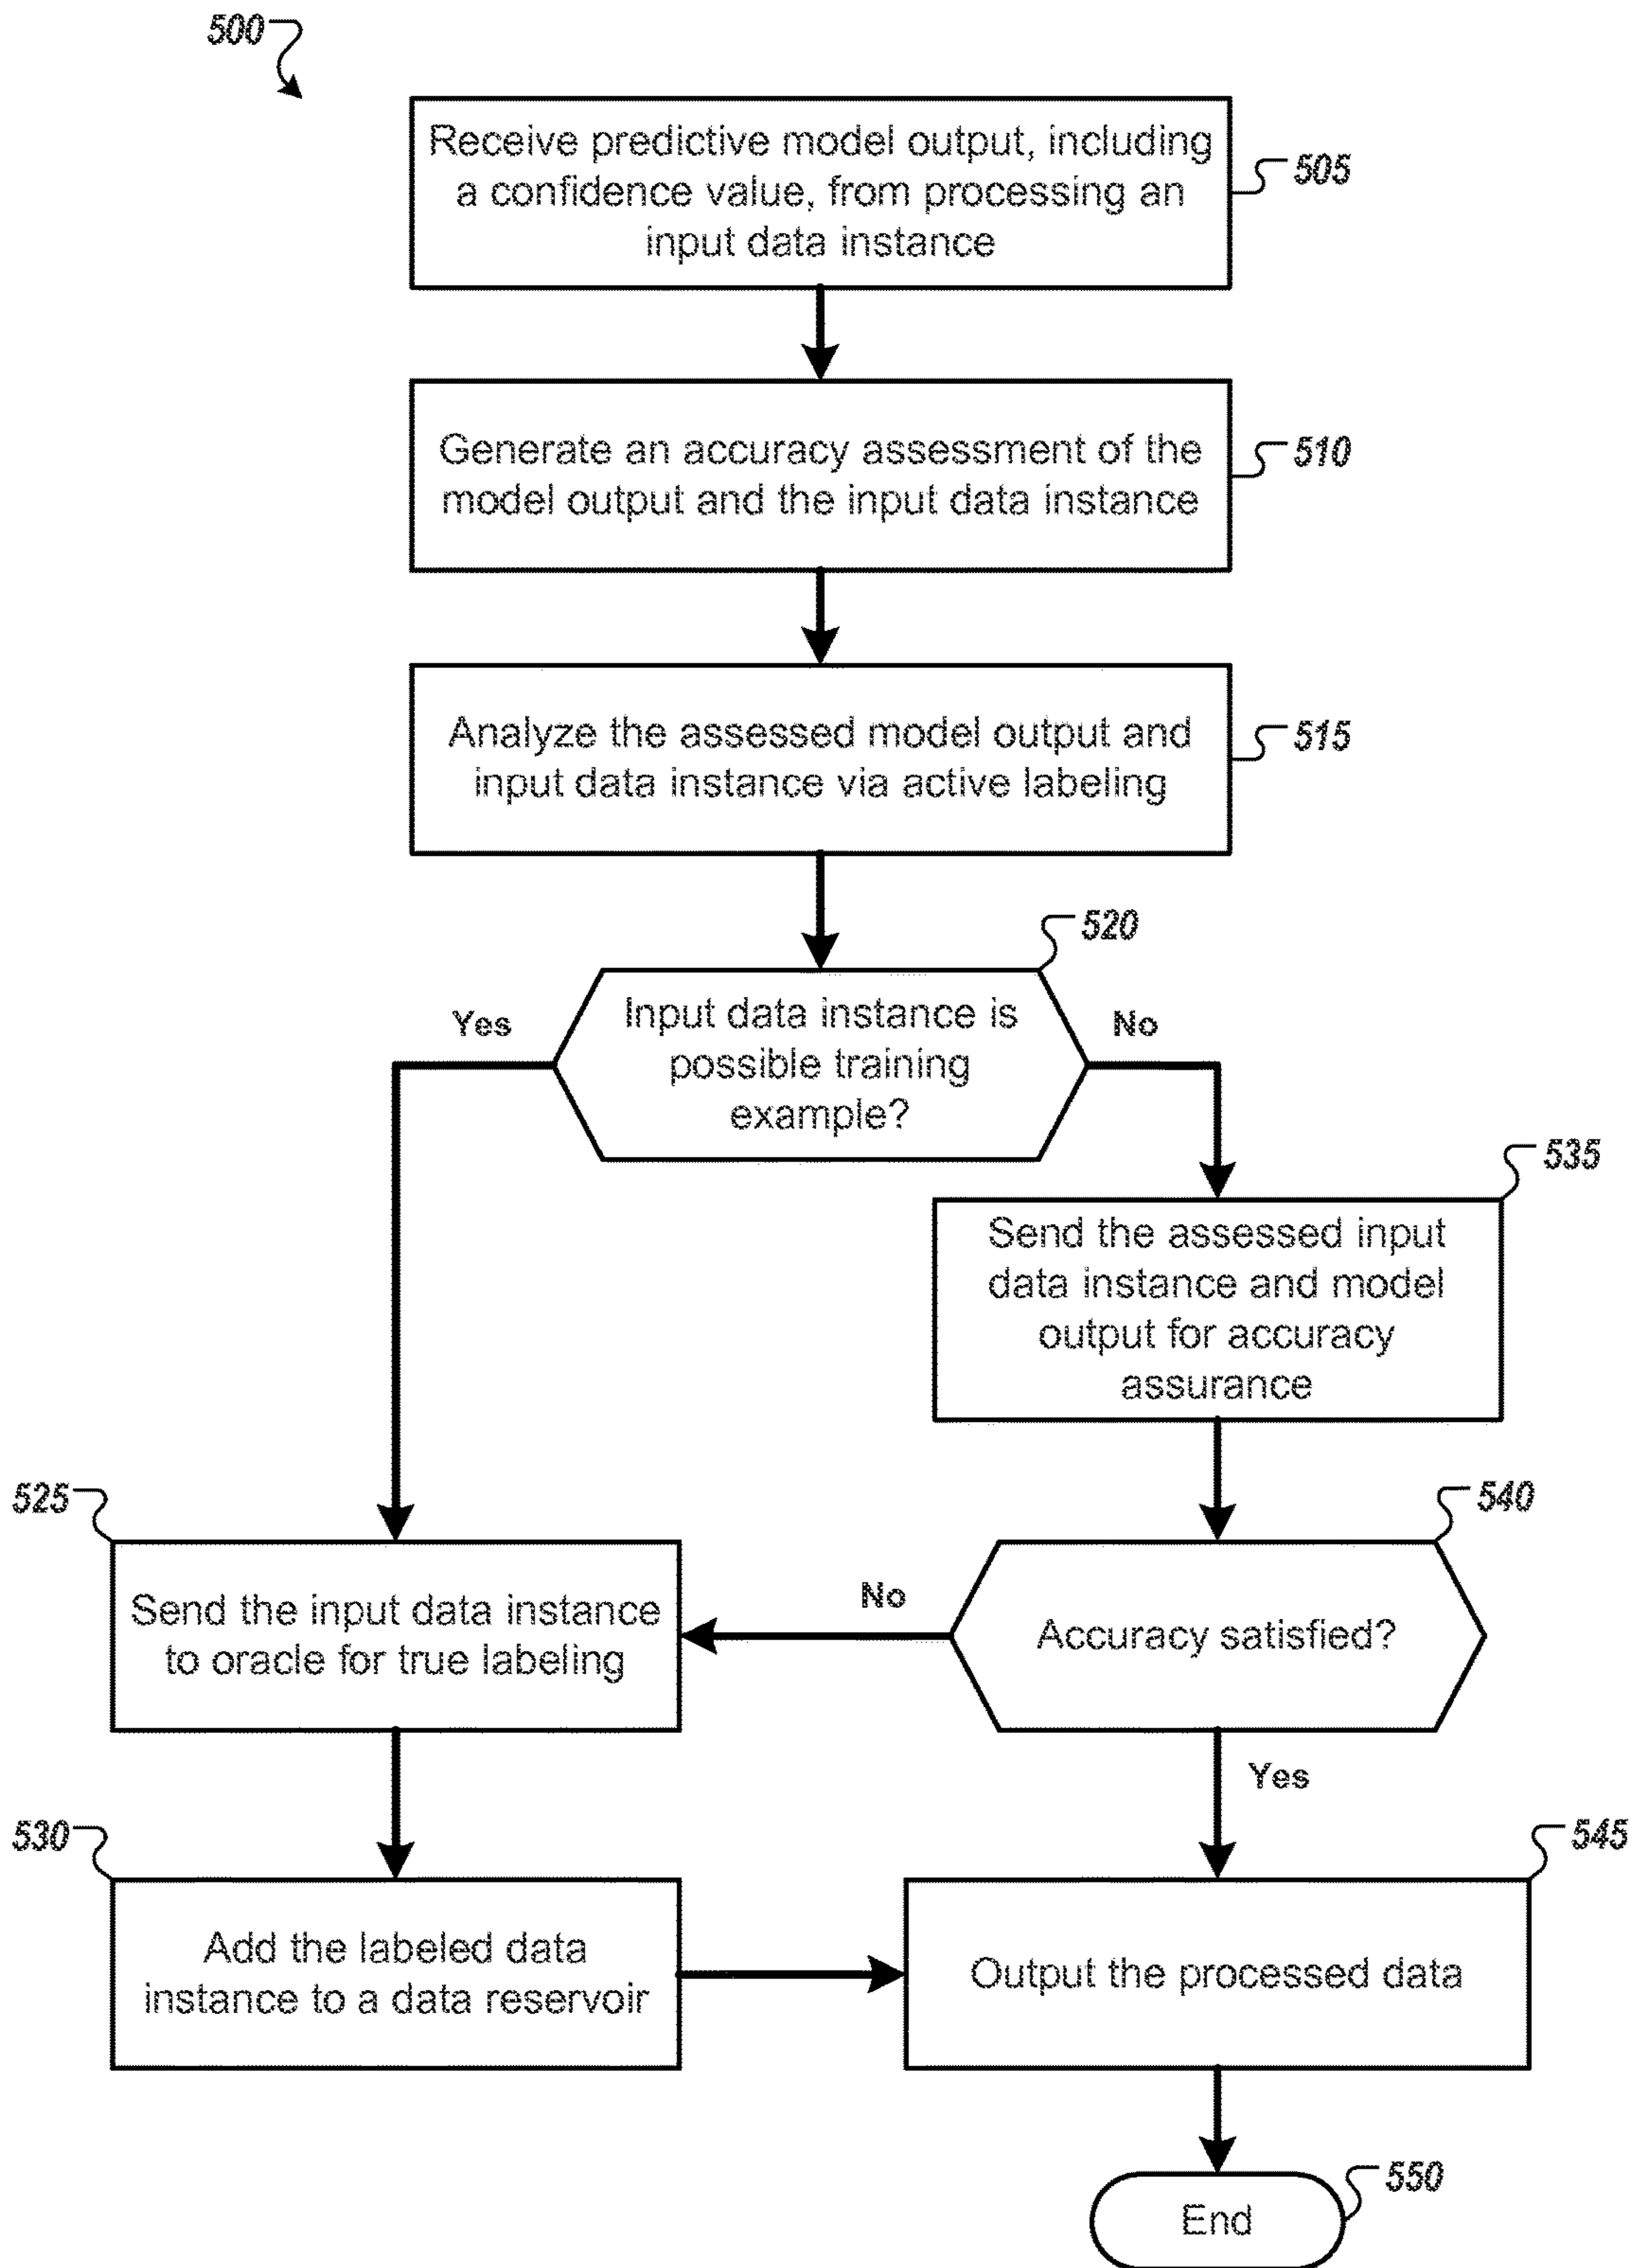 500
Receive predictive model output, including
a confidence value, from processing an
input data instance
505
Generate an accuracy assessment of the
model output and the input data instance
510
Analyze the assessed model output and
input data instance via active labeling
515
520
Yes
Input data instance is
possible training
example?
No
535
Send the assessed input
data instance and model
output for accuracy
assurance
525
Send the input data instance
to oracle for true labeling
No
540
Accuracy satisfied?
Yes
530
Add the labeled data
instance to a data reservoir
545
Output the processed data
550
End